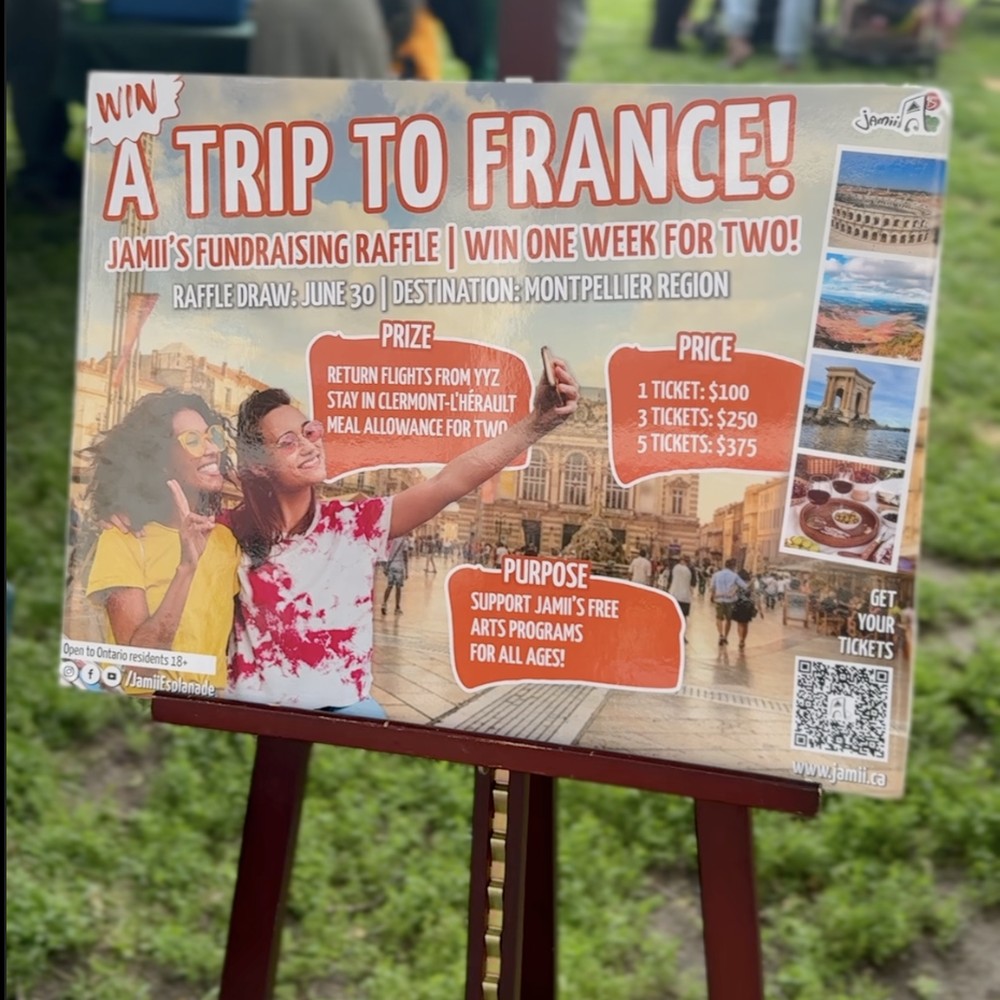 WIN
A TRIP TO FRANCE!
jamii
JAMII'S FUNDRAISING RAFFLE | WIN ONE WEEK FOR TWO!
RAFFLE DRAW: JUNE 30 | DESTINATION: MONTPELLIER REGION
PRIZE
RETURN FLIGHTS FROM YYZ
STAY IN CLERMONT-L'HÉRAULT
MEAL ALLOWANCE FOR TWO
PRICE
1 TICKET: $100
3 TICKETS: $250
5 TICKETS: $375
PURPOSE
SUPPORT JAMII'S FREE
ARTS PROGRAMS
FOR ALL AGES!
GET
YOUR
TICKETS
www.jamii.ca
Open to Ontario residents 18+
/JamiiEsplanade